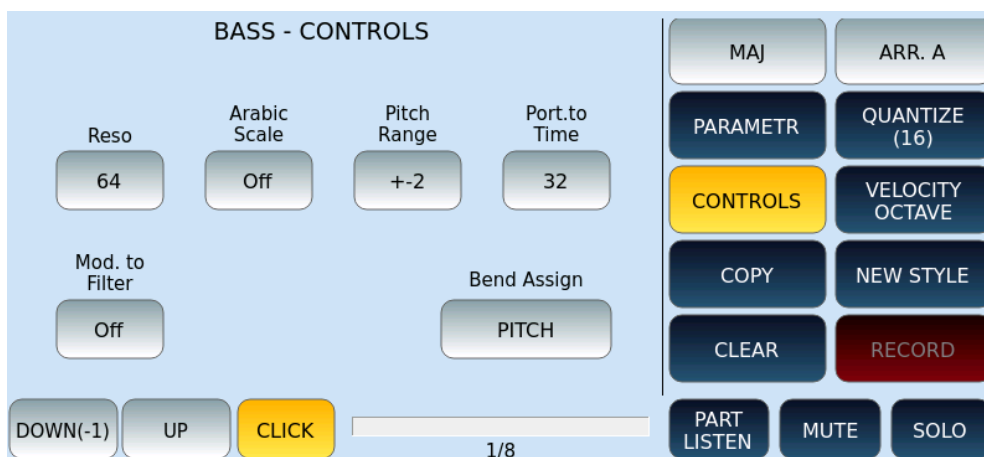 BASS - CONTROLS
Reso
Arabic
Scale
Pitch
Range
Port.to
Time
64
Off
+-2
32
Mod. to
Filter
Bend Assign
Off
PITCH
DOWN(-1)
UP
CLICK
1/8
MAJ
ARR. A
PARAMETR
QUANTIZE
(16)
CONTROLS
VELOCITY
OCTAVE
COPY
NEW STYLE
CLEAR
RECORD
PART
LISTEN
MUTE
SOLO